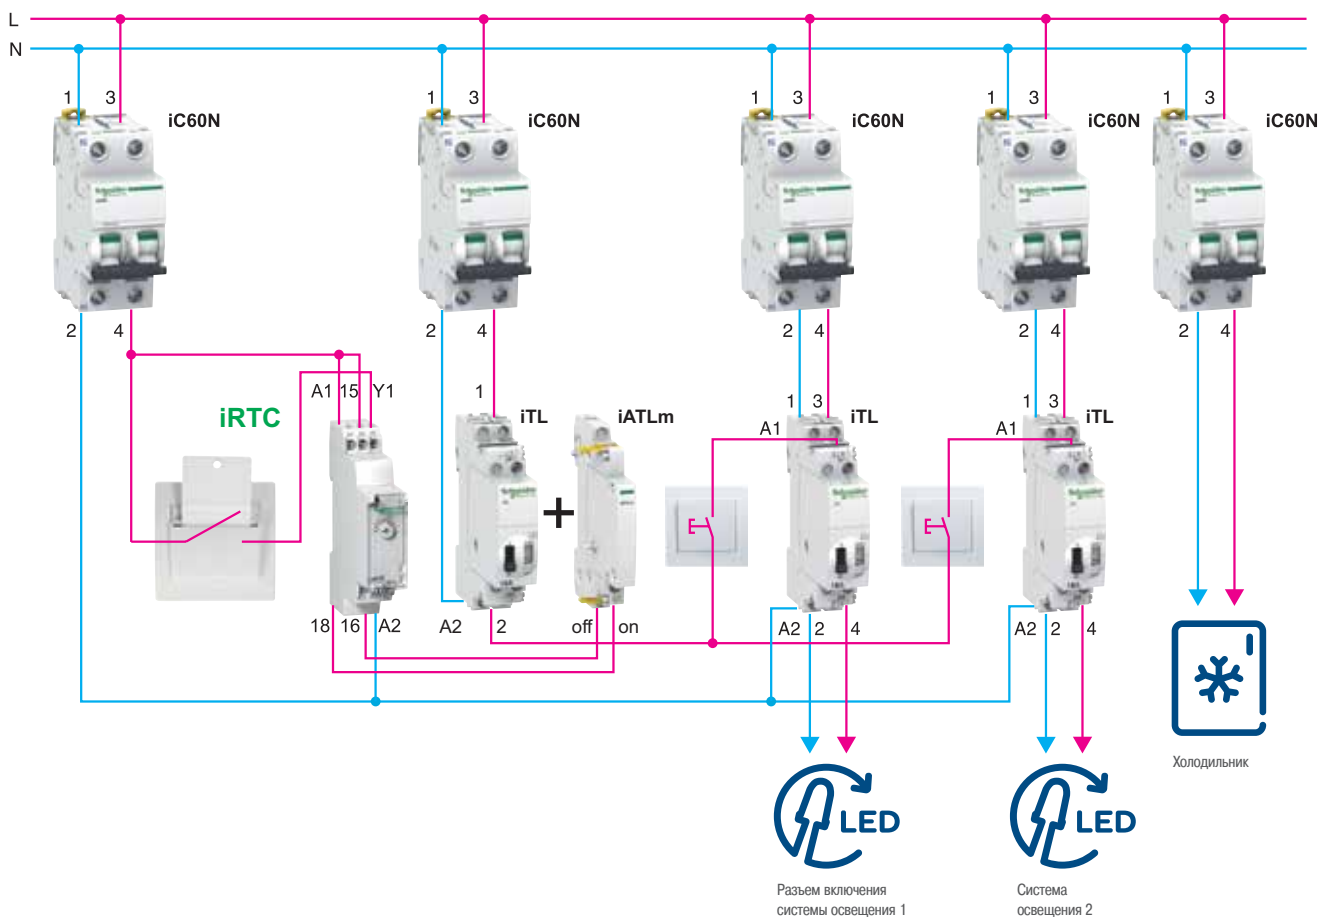 L
N
1 3 iC60N
1 3 iC60N
1 3 iC60N
1 3 iC60N
1 3 iC60N
2 4
2 4
2 4
2 4
2 4
A1 15 Y1
iRTC
1
iTL
iATLm
1 3
iTL
A1
1 3
iTL
A1
+
18 16 A2
A2 2
off on
A2 2 4
A2 2 4
LED
LED
Холодильник
Разъем включения
системы освещения 1
Система
освещения 2